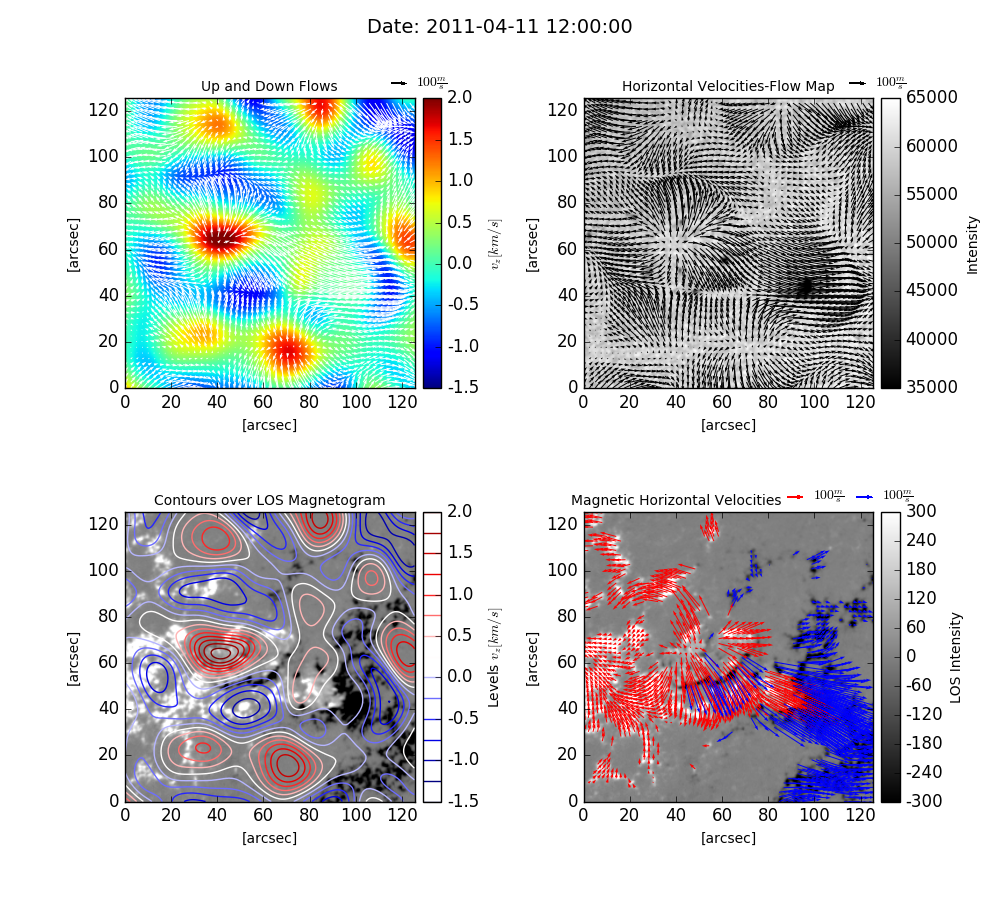 Date: 2011-04-11 12:00:00
Up and Down Flows
100 m/s
120
100
80
60
40
20
0
0 20 40 60 80 100 120
[arcsec]
[arcsec]
2.0
1.5
1.0
0.5
0.0
-0.5
-1.0
-1.5
v_z[km/s]
Horizontal Velocities-Flow Map
100 m/s
120
100
80
60
40
20
0
0 20 40 60 80 100 120
[arcsec]
[arcsec]
65000
60000
55000
50000
45000
40000
35000
Intensity
Contours over LOS Magnetogram
120
100
80
60
40
20
0
0 20 40 60 80 100 120
[arcsec]
[arcsec]
2.0
1.5
1.0
0.5
-0.0
-0.5
-1.0
-1.5
Levels v_z[km/s]
Magnetic Horizontal Velocities
100 m/s
100 m/s
120
100
80
60
40
20
0
0 20 40 60 80 100 120
[arcsec]
[arcsec]
300
240
180
120
60
0
-60
-120
-180
-240
-300
LOS Intensity